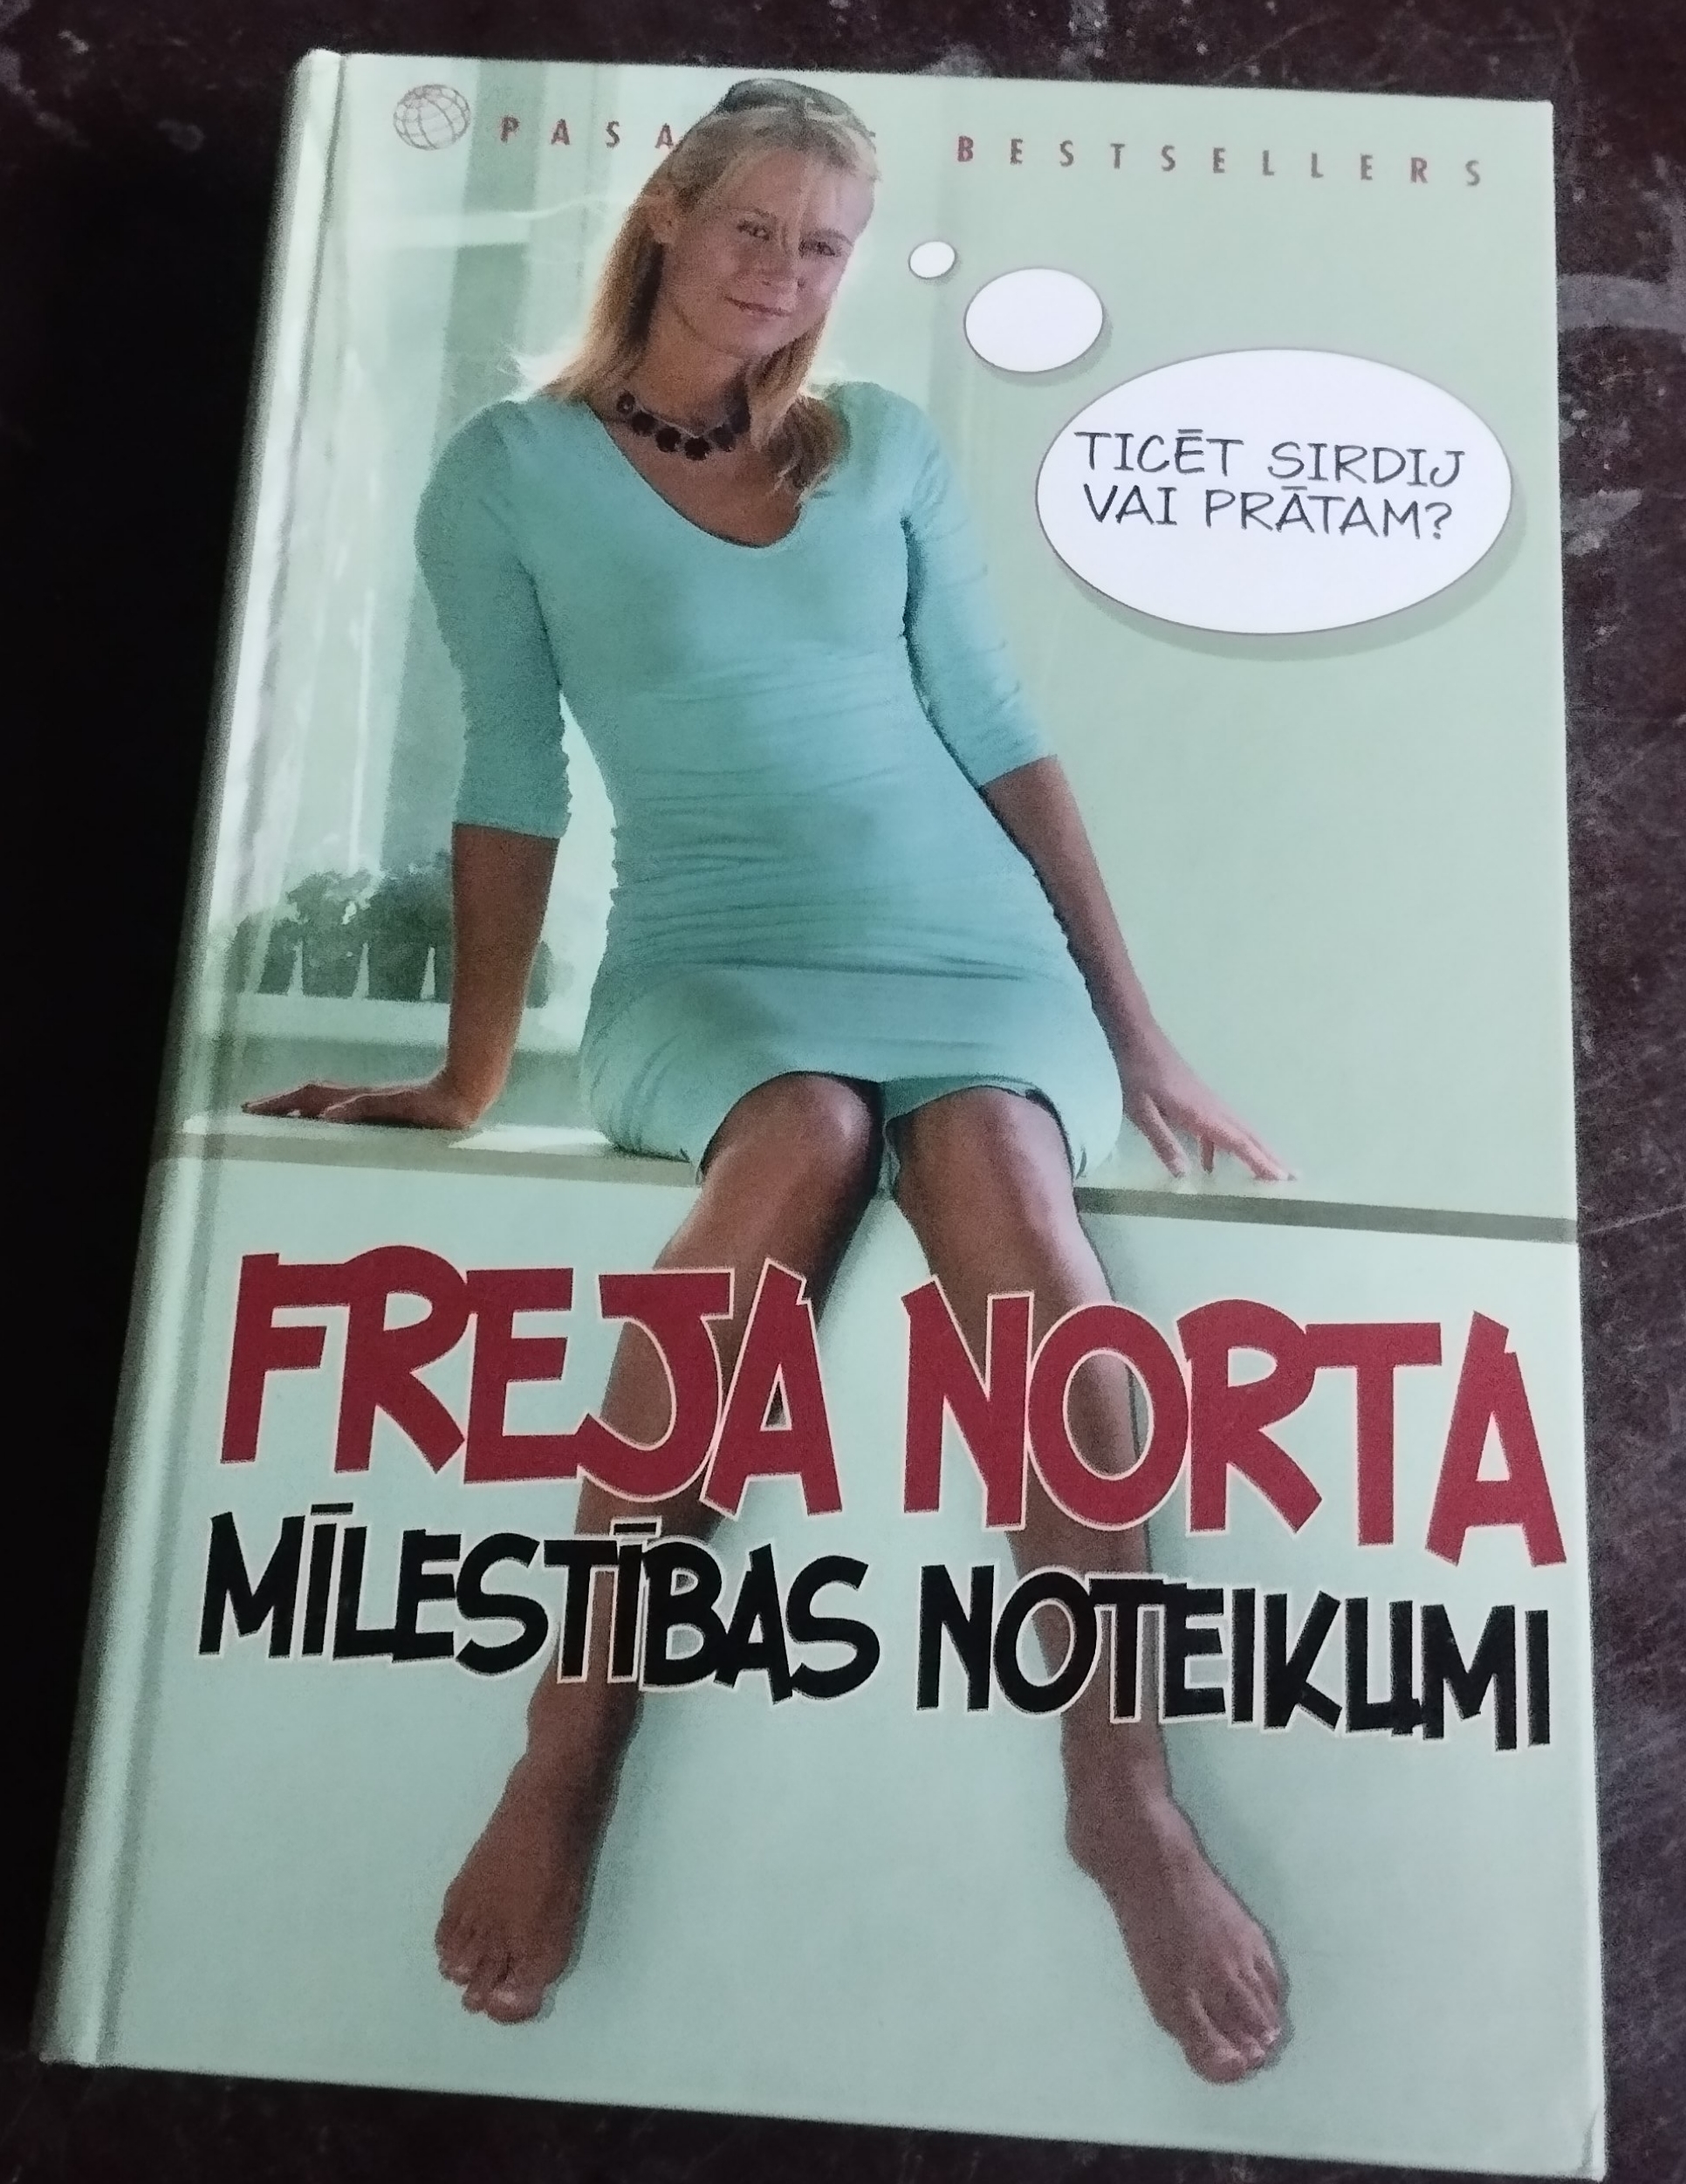 BESTSELLERS
TICĒT SIRDIJ
VAI PRĀTAM?
FREJA NORTA
MĪLESTĪBAS NOTEIKUMI